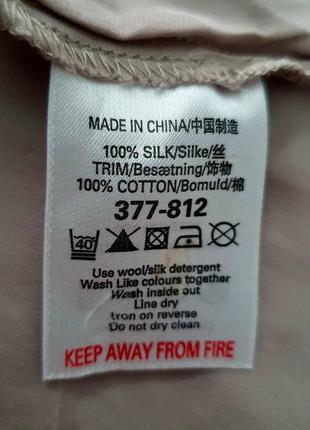 MADE IN CHINA/中国制造
100% SILK/Silke/丝
TRIM/Besætning/饰物
100% COTTON/Bomuld/棉
377-812
40
Use wool/silk detergent
Wash Like colours together
Wash inside out
Line dry
Iron on reverse
Do not dry clean
KEEP AWAY FROM FIRE